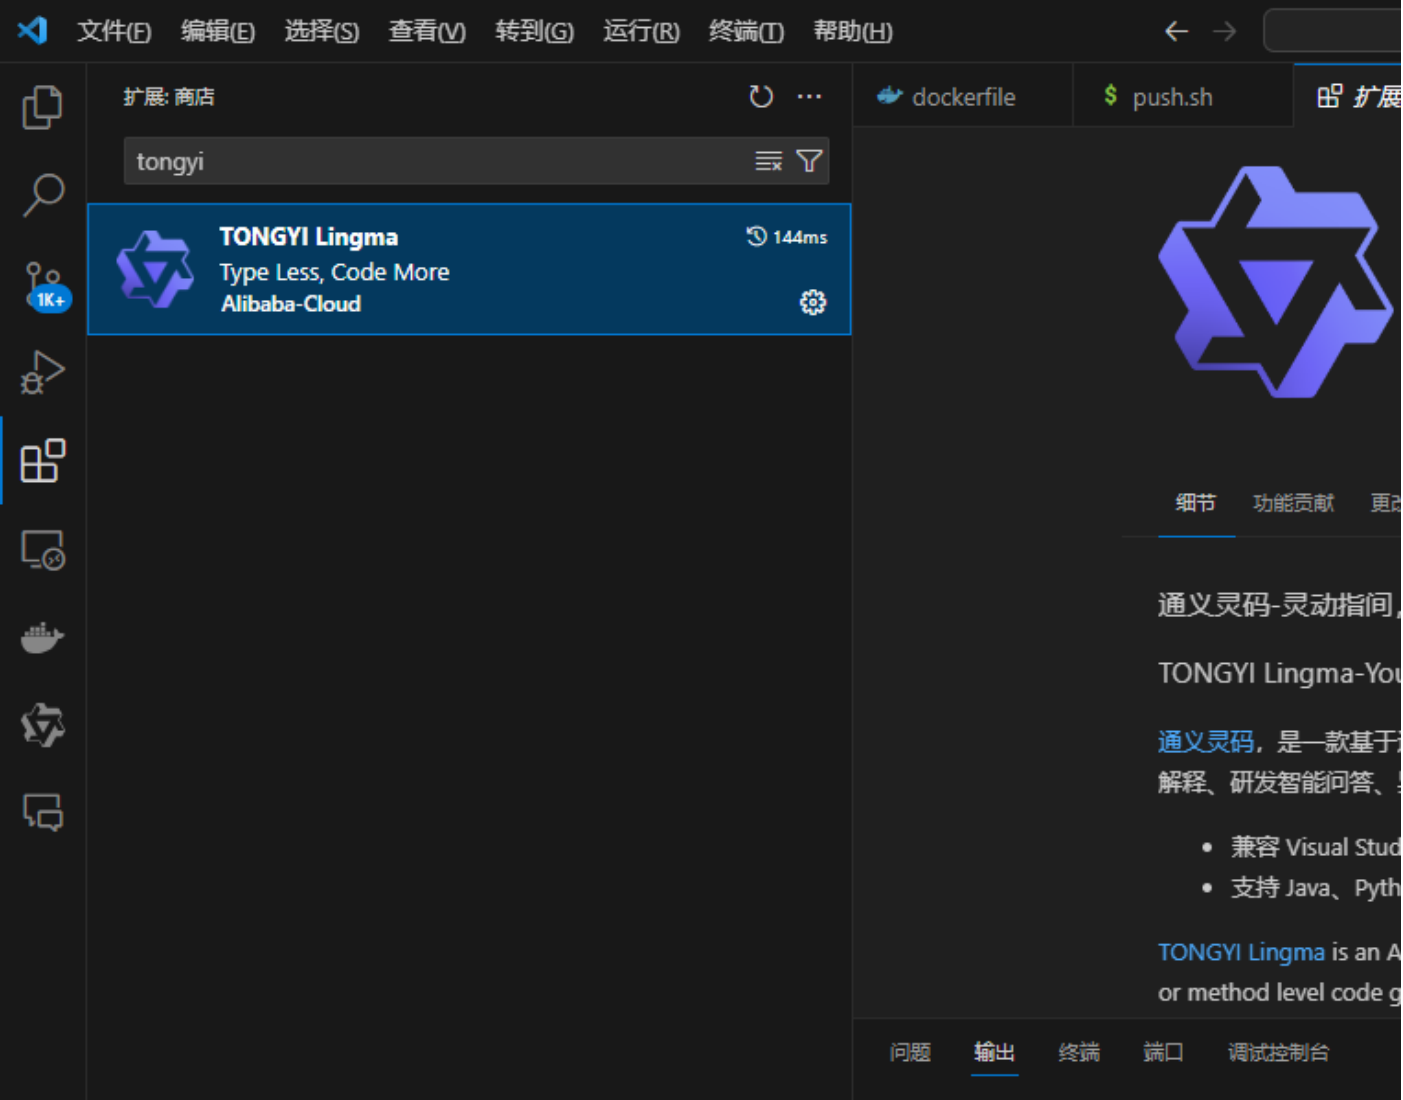 文件(F) 编辑(E) 选择(S) 查看(V) 转到(G) 运行(R) 终端(T) 帮助(H)
扩展: 商店
tongyi
TONGYI Lingma
144ms
Type Less, Code More
Alibaba-Cloud
1K+
dockerfile
$ push.sh
扩展
细节 功能贡献 更改
通义灵码-灵动指间,
TONGYI Lingma-You
通义灵码，是一款基于
解释、研发智能问答、
兼容 Visual Stud
支持 Java、Pyth
TONGYI Lingma is an A
or method level code g
问题 输出 终端 端口 调试控制台